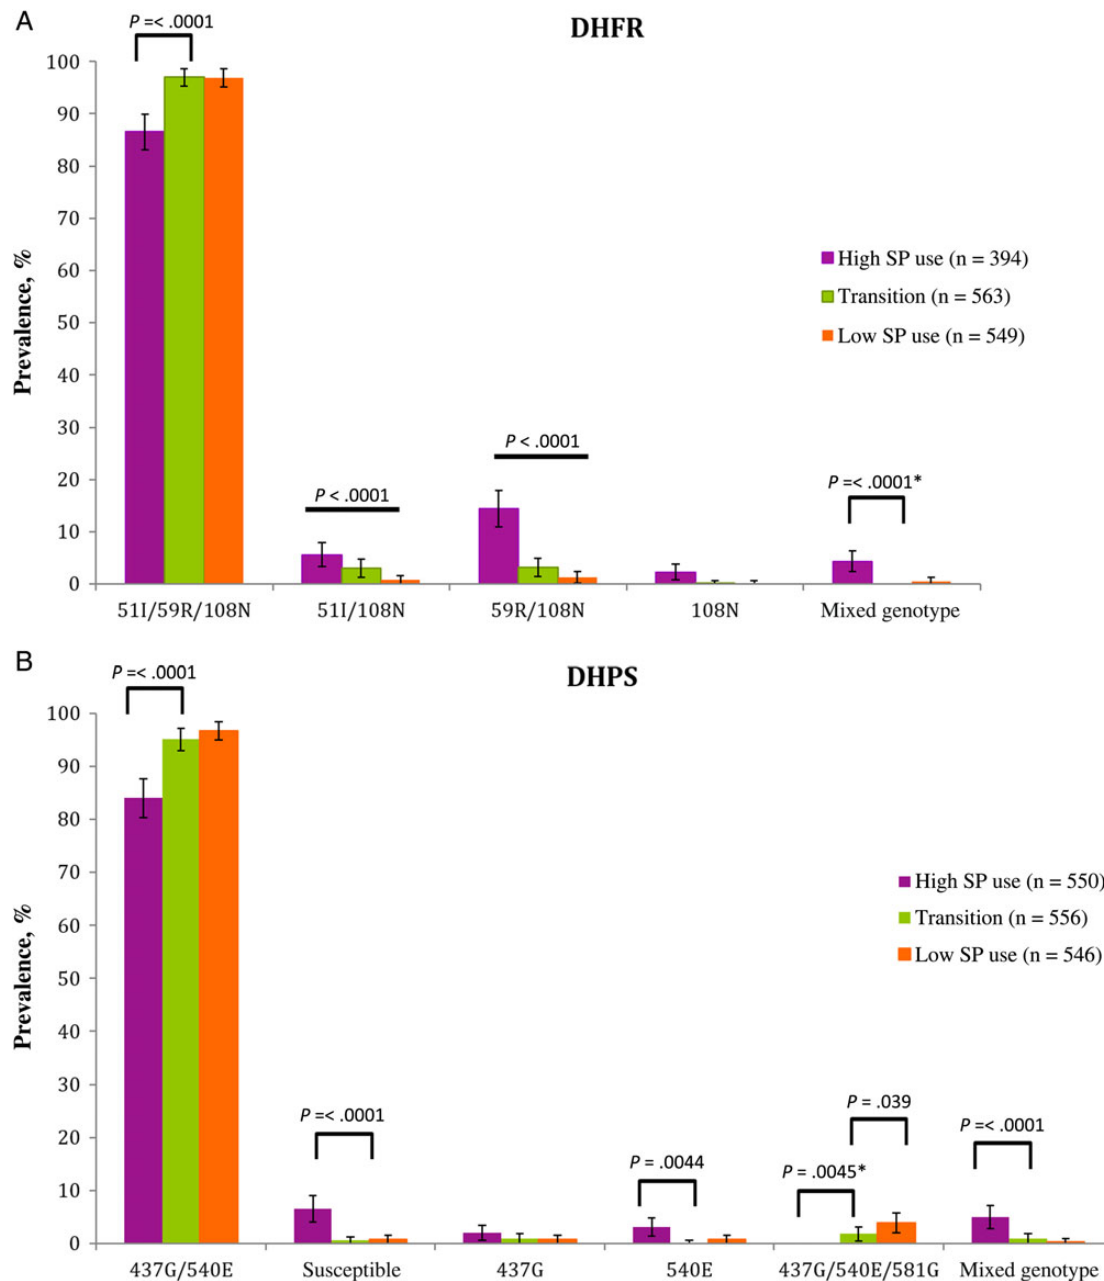 A
DHFR
P =< .0001
100
90
80
70
60
50
40
30
20
10
0
Prevalence, %
High SP use (n = 394)
Transition (n = 563)
Low SP use (n = 549)
P < .0001
P < .0001
P =< .0001*
51I/59R/108N
51I/108N
59R/108N
108N
Mixed genotype
B
DHPS
P =< .0001
100
90
80
70
60
50
40
30
20
10
0
Prevalence, %
High SP use (n = 550)
Transition (n = 556)
Low SP use (n = 546)
P =< .0001
P = .0044
P = .0045*
P = .039
P =< .0001
437G/540E
Susceptible
437G
540E
437G/540E/581G
Mixed genotype